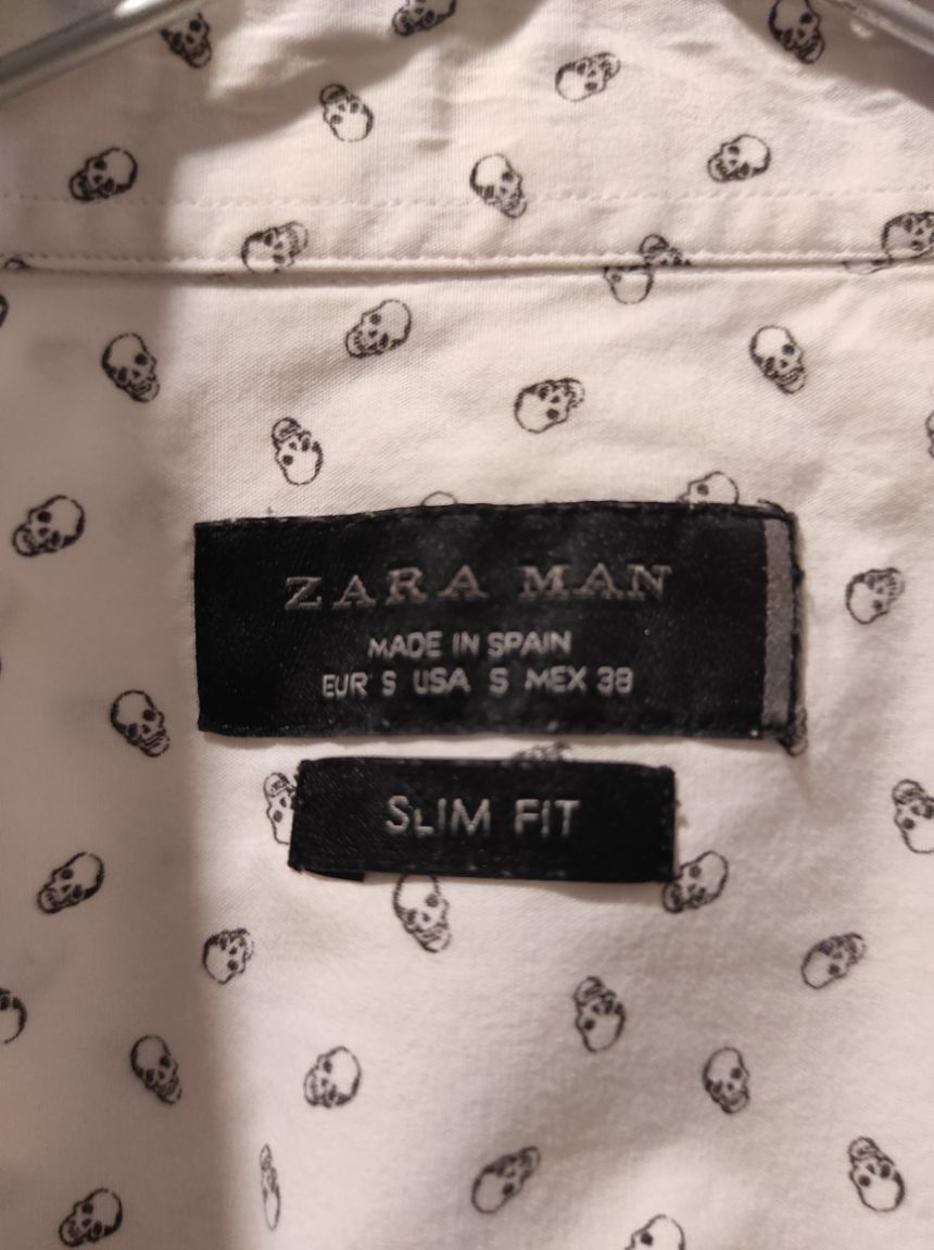 ZARA MAN
MADE IN SPAIN
EUR S USA S MEX 38
SLIM FIT